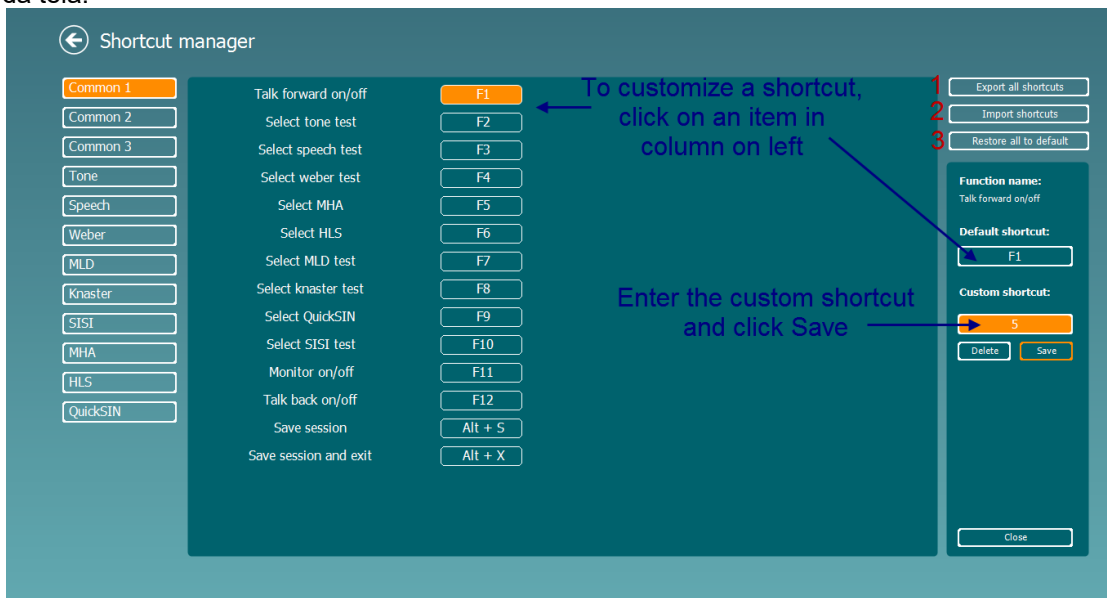 da tela.
Shortcut manager
Common 1
Common 2
Common 3
Tone
Speech
Weber
MLD
Knaster
SISI
MHA
HLS
QuickSIN
Talk forward on/off F1
Select tone test F2
Select speech test F3
Select weber test F4
Select MHA F5
Select HLS F6
Select MLD test F7
Select knaster test F8
Select QuickSIN F9
Select SISI test F10
Monitor on/off F11
Talk back on/off F12
Save session Alt + S
Save session and exit Alt + X
To customize a shortcut,
click on an item in
column on left
Enter the custom shortcut
and click Save
1 Export all shortcuts
2 Import shortcuts
3 Restore all to default
Function name:
Talk forward on/off
Default shortcut:
F1
Custom shortcut:
5
Delete Save
Close